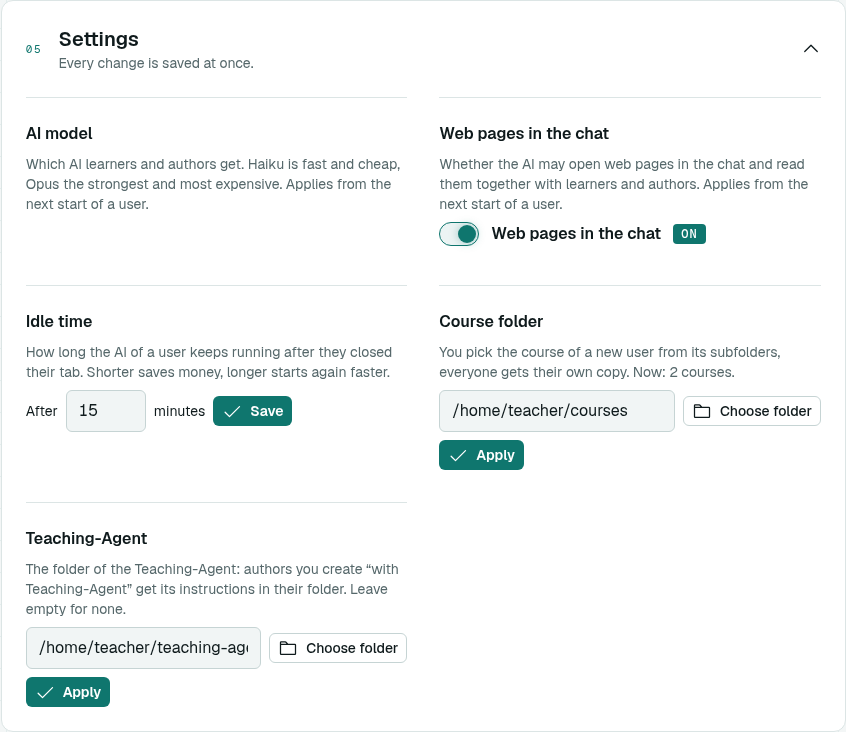 05
Settings
Every change is saved at once.
AI model
Which AI learners and authors get. Haiku is fast and cheap,
Opus the strongest and most expensive. Applies from the
next start of a user.
Web pages in the chat
Whether the AI may open web pages in the chat and read
them together with learners and authors. Applies from the
next start of a user.
Web pages in the chat ON
Idle time
How long the AI of a user keeps running after they closed
their tab. Shorter saves money, longer starts again faster.
After 15 minutes Save
Course folder
You pick the course of a new user from its subfolders,
everyone gets their own copy. Now: 2 courses.
/home/teacher/courses Choose folder
Apply
Teaching-Agent
The folder of the Teaching-Agent: authors you create “with
Teaching-Agent” get its instructions in their folder. Leave
empty for none.
/home/teacher/teaching-age Choose folder
Apply